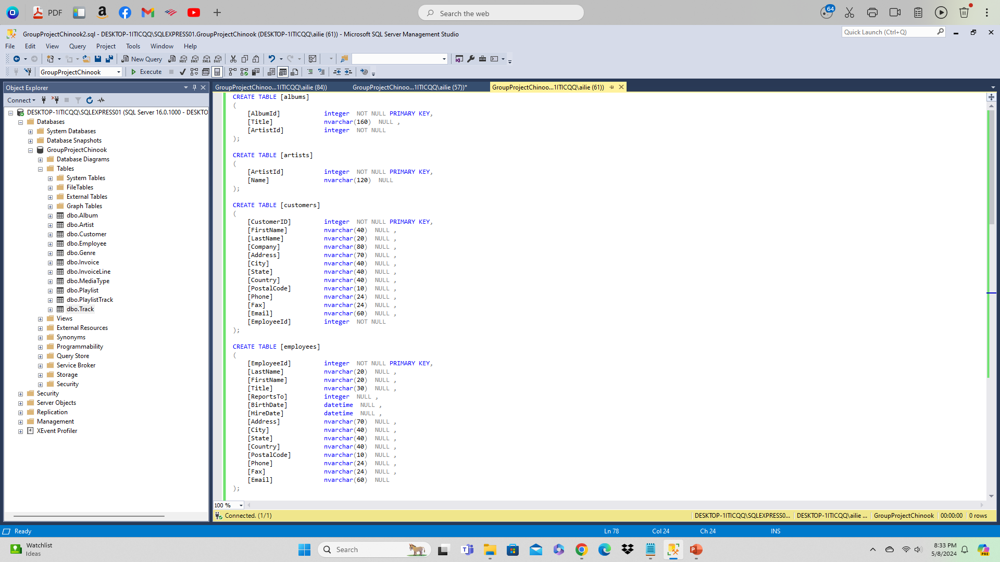 PDF
Search the web
64
GroupProjectChinook2.sql - DESKTOP-1ITICQQ\SQLEXPRESS01.GroupProjectChinook (DESKTOP-1ITICQQ\ailie (61)) - Microsoft SQL Server Management Studio
Quick Launch (Ctrl+Q)
File Edit View Query Project Tools Window Help
New Query
MDX DMX XMLA DAX
GroupProjectChinook
Execute
Object Explorer
GroupProjectChinoo...1ITICQQ\ailie (84))
GroupProjectChinoo...1ITICQQ\ailie (57))*
GroupProjectChinoo...1ITICQQ\ailie (61))
Connect
DESKTOP-1ITICQQ\SQLEXPRESS01 (SQL Server 16.0.1000 - DESKTO
Databases
System Databases
Database Snapshots
GroupProjectChinook
Database Diagrams
Tables
System Tables
FileTables
External Tables
Graph Tables
dbo.Album
dbo.Artist
dbo.Customer
dbo.Employee
dbo.Genre
dbo.Invoice
dbo.InvoiceLine
dbo.MediaType
dbo.Playlist
dbo.PlaylistTrack
dbo.Track
Views
External Resources
Synonyms
Programmability
Query Store
Service Broker
Storage
Security
Security
Server Objects
Replication
Management
XEvent Profiler
CREATE TABLE [albums]
(
[AlbumId] integer NOT NULL PRIMARY KEY,
[Title] nvarchar(160) NULL ,
[ArtistId] integer NOT NULL
);
CREATE TABLE [artists]
(
[ArtistId] integer NOT NULL PRIMARY KEY,
[Name] nvarchar(120) NULL
);
CREATE TABLE [customers]
(
[CustomerID] integer NOT NULL PRIMARY KEY,
[FirstName] nvarchar(40) NULL ,
[LastName] nvarchar(20) NULL ,
[Company] nvarchar(80) NULL ,
[Address] nvarchar(70) NULL ,
[City] nvarchar(40) NULL ,
[State] nvarchar(40) NULL ,
[Country] nvarchar(40) NULL ,
[PostalCode] nvarchar(10) NULL ,
[Phone] nvarchar(24) NULL ,
[Fax] nvarchar(24) NULL ,
[Email] nvarchar(60) NULL ,
[EmployeeId] integer NOT NULL
);
CREATE TABLE [employees]
(
[EmployeeId] integer NOT NULL PRIMARY KEY,
[LastName] nvarchar(20) NULL ,
[FirstName] nvarchar(20) NULL ,
[Title] nvarchar(30) NULL ,
[ReportsTo] integer NULL ,
[BirthDate] datetime NULL ,
[HireDate] datetime NULL ,
[Address] nvarchar(70) NULL ,
[City] nvarchar(40) NULL ,
[State] nvarchar(40) NULL ,
[Country] nvarchar(40) NULL ,
[PostalCode] nvarchar(10) NULL ,
[Phone] nvarchar(24) NULL ,
[Fax] nvarchar(24) NULL ,
[Email] nvarchar(60) NULL
);
100 %
Connected. (1/1)
DESKTOP-1ITICQQ\SQLEXPRESS0... DESKTOP-1ITICQQ\ailie ... GroupProjectChinook 00:00:00 0 rows
Ready
Ln 78 Col 24 Ch 24 INS
Watchlist
Ideas
Search
8:33 PM
5/8/2024
PRE